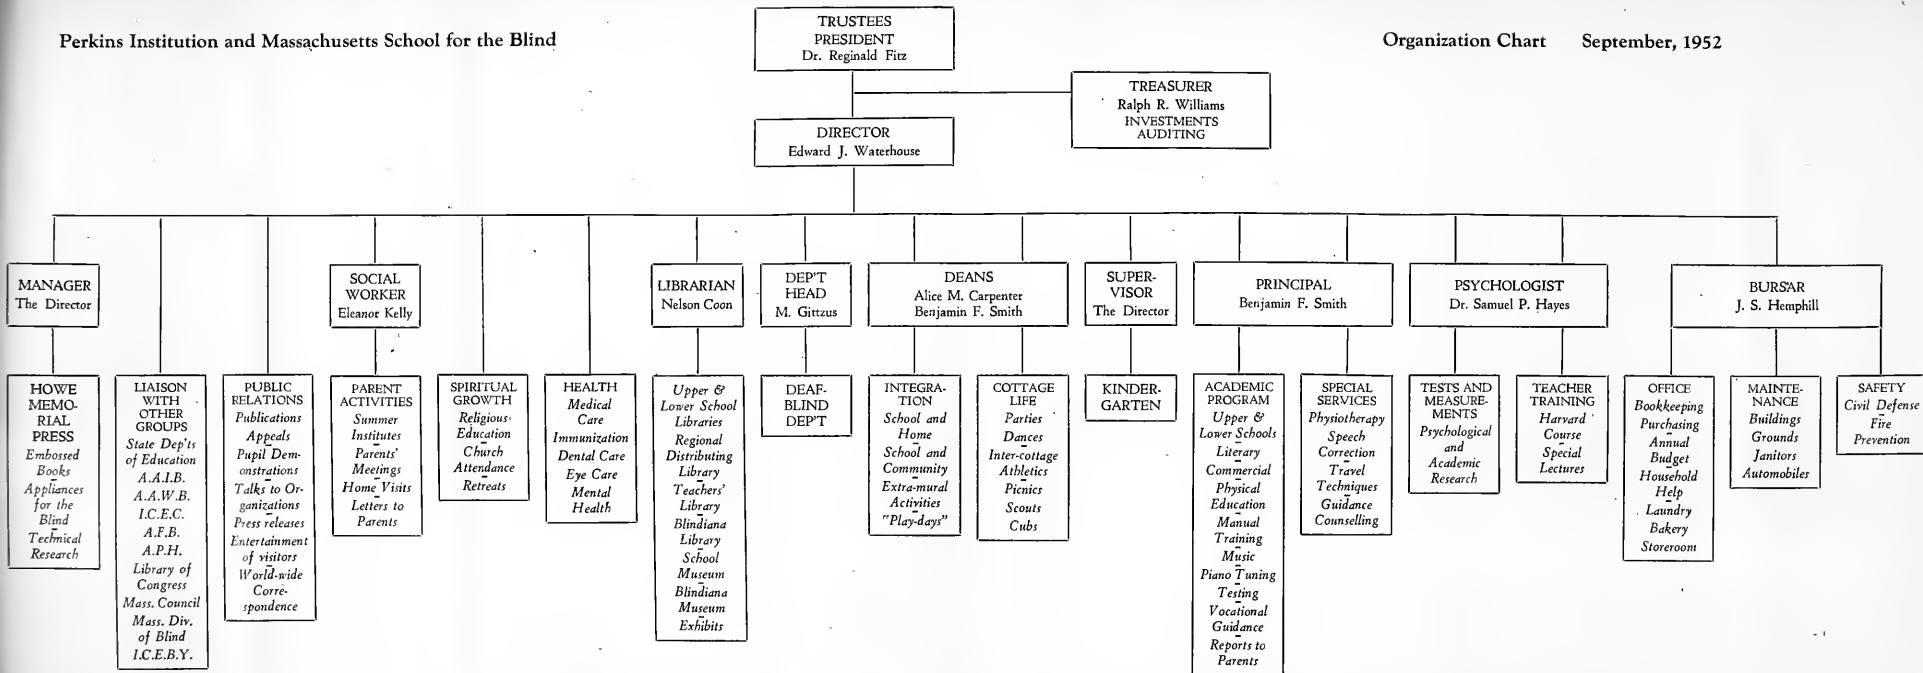 Perkins Institution and Massachusetts School for the Blind
Organization Chart September, 1952
TRUSTEES
PRESIDENT
Dr. Reginald Fitz
TREASURER
Ralph R. Williams
INVESTMENTS
AUDITING
DIRECTOR
Edward J. Waterhouse
MANAGER
The Director
SOCIAL
WORKER
Eleanor Kelly
LIBRARIAN
Nelson Coon
DEP'T
HEAD
M. Gittzus
DEANS
Alice M. Carpenter
Benjamin F. Smith
SUPER-
VISOR
The Director
PRINCIPAL
Benjamin F. Smith
PSYCHOLOGIST
Dr. Samuel P. Hayes
BURSAR
J. S. Hemphill
HOWE
MEMO-
RIAL
PRESS
Embossed
Books
Appliances
for the
Blind
Technical
Research
LIAISON
WITH
OTHER
GROUPS
State Dep'ts
of Education
A.A.I.B.
A.A.W.B.
I.C.E.C.
A.F.B.
A.P.H.
Library of
Congress
Mass. Council
Mass. Div.
of Blind
I.C.E.B.Y.
PUBLIC
RELATIONS
Publications
Appeals
Pupil Dem-
onstrations
Talks to Or-
ganizations
Press releases
Entertainment
of visitors
World-wide
Corre-
spondence
PARENT
ACTIVITIES
Summer
Institutes
Parents'
Meetings
Home Visits
Letters to
Parents
SPIRITUAL
GROWTH
Religious
Education
Church
Attendance
Retreats
HEALTH
Medical
Care
Immunization
Dental Care
Eye Care
Mental
Health
Upper &
Lower School
Libraries
Regional
Distributing
Library
Teachers'
Library
Blindiana
Library
School
Museum
Blindiana
Museum
Exhibits
DEAF-
BLIND
DEP'T
INTEGRA-
TION
School and
Home
School and
Community
Extra-mural
Activities
"Play-days"
COTTAGE
LIFE
Parties
Dances
Inter-cottage
Athletics
Picnics
Scouts
Cubs
KINDER-
GARTEN
ACADEMIC
PROGRAM
Upper &
Lower Schools
Literary
Commercial
Physical
Education
Manual
Training
Music
Piano Tuning
Testing
Vocational
Guidance
Reports to
Parents
SPECIAL
SERVICES
Physiotherapy
Speech
Correction
Travel
Techniques
Guidance
Counselling
TESTS AND
MEASURE-
MENTS
Psychological
and
Academic
Research
TEACHER
TRAINING
Harvard
Course
Special
Lectures
OFFICE
Bookkeeping
Purchasing
Annual
Budget
Household
Help
Laundry
Bakery
Storeroom
MAINTE-
NANCE
Buildings
Grounds
Janitors
Automobiles
SAFETY
Civil Defense
Fire
Prevention